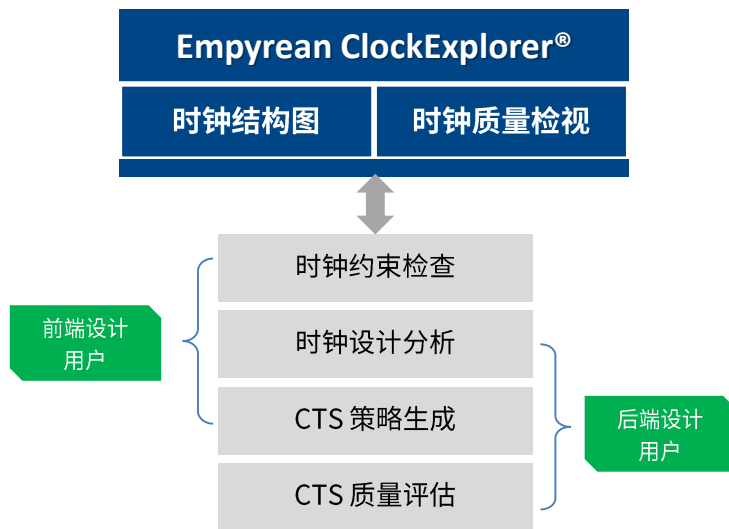 Empyrean ClockExplorer®
时钟结构图
时钟质量检视
时钟约束检查
前端设计
用户
时钟设计分析
CTS 策略生成
后端设计
用户
CTS 质量评估